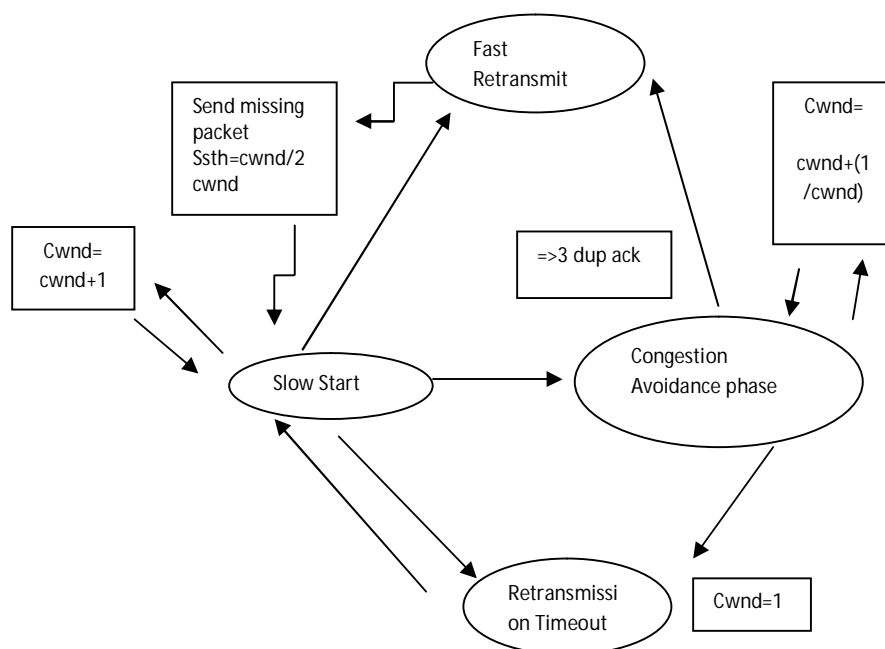 Fast
Retransmit
Send missing
packet
Ssth=cwnd/2
cwnd
Cwnd=
cwnd+(1
/cwnd)
Cwnd=
cwnd+1
=>3 dup ack
Slow Start
Congestion
Avoidance phase
Retransmissi
on Timeout
Cwnd=1